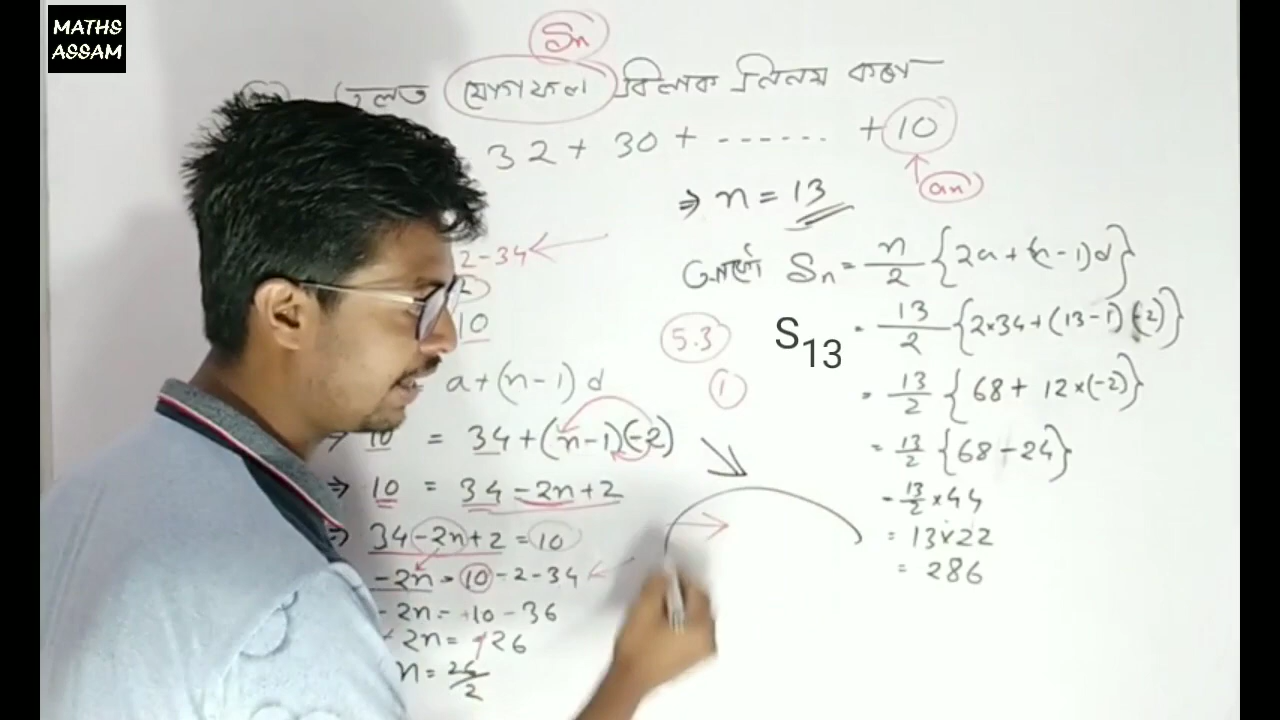 MATHS
ASSAM
Sn
তলত যোগফল বিলাক নিৰ্ণয় কৰা
32 + 30 + ....... + 10
an
⇒ n = 13
2-34
10
a + (n-1) d
⇒ 10 = 34 + (n-1)(-2)
⇒ 10 = 34 - 2n + 2
⇒ 34 - 2n + 2 = 10
-2n = 10 - 2 - 34
- 2n = 10 - 36
- 2n = -26
n = 26/2
5.3
1
Sn = n/2 {2a + (n-1)d}
S13 = 13/2 {2×34 + (13-1)(-2)}
= 13/2 {68 + 12×(-2)}
= 13/2 {68 - 24}
= 13/2 × 44
= 13×22
= 286